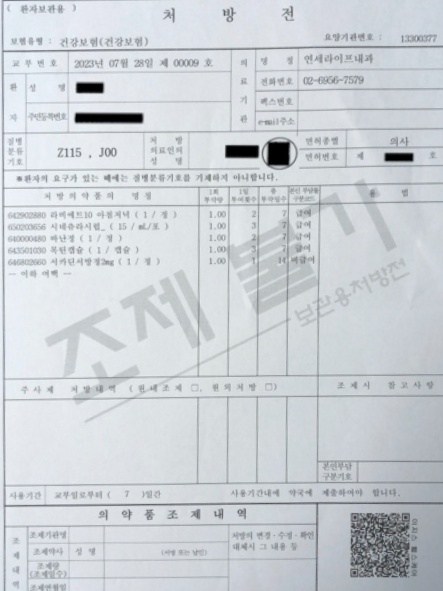 ( 환자보관용 )
처 방 전
보험유형 : 건강보험(건강보험)
요양기관번호 : 13300377
교 부 번 호 2023년 07월 28일 제 00009 호
의료기관
명 칭 연세라이프내과
전화번호 02-6956-7579
팩스번호
e-mail주소
환자
성 명
주민등록번호
질병분류기호 Z115 , J00
처 방 의료인의 성 명
면허종별 의사
면허번호 제 호
※환자의 요구가 있는 때에는 질병분류기호를 기재하지 아니합니다.
처 방 의 약 품 의 명 칭
1회 투약량
1일 투여횟수
총 투약일수
본인부담률 구분코드
용 법
642902880 라비에트10 아침저녁 ( 1 / 정 ) 1.00 2 7 급여
650203656 시네츄라시럽_ ( 15 / mL/포 ) 1.00 3 7 급여
640000480 바난정 ( 1 / 정 ) 1.00 2 7 급여
643501030 록틴캡슐 ( 1 / 캡슐 ) 1.00 3 7 급여
646802660 서카딘서방정2mg ( 1 / 정 ) 1.00 1 14 비급여
-- 이하 여백 --
조제 불가
보관용처방전
주 사 제 처 방 내 역 ( 원 내 조 제 □, 원 외 처 방 □ )
조 제 시 참 고 사 항
본인부담 구분기호
사용기간 교부일로부터 ( 7 )일간
사용기간내에 약국에 제출하여야 합니다.
의 약 품 조 제 내 역
조제내역
조제기관명
조제약사 성 명 (서명 또는 날인)
조제량 (조제일수)
조제연월일
처방의 변경·수정·확인 대체시 그 내용 등